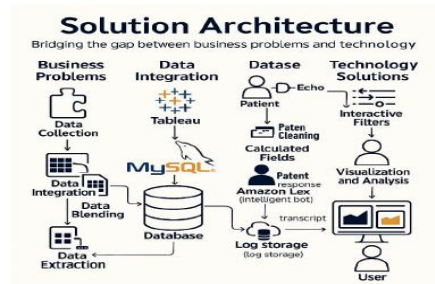 Solution Architecture
Bridging the gap between business problems and technology
Business
Problems
Data
Integration
Datase
Technology
Solutions
Data
Collection
Data
Integration
Data
Blending
Data
Extraction
Tableau
MySQL
Database
Patient
Echo
Paten
Cleaning
Calculated
Fields
Patent
response
Amazon Lex
(intelligent bot)
transcript
Log storage
(log storage)
Interactive
Filters
Visualization
and Analysis
User